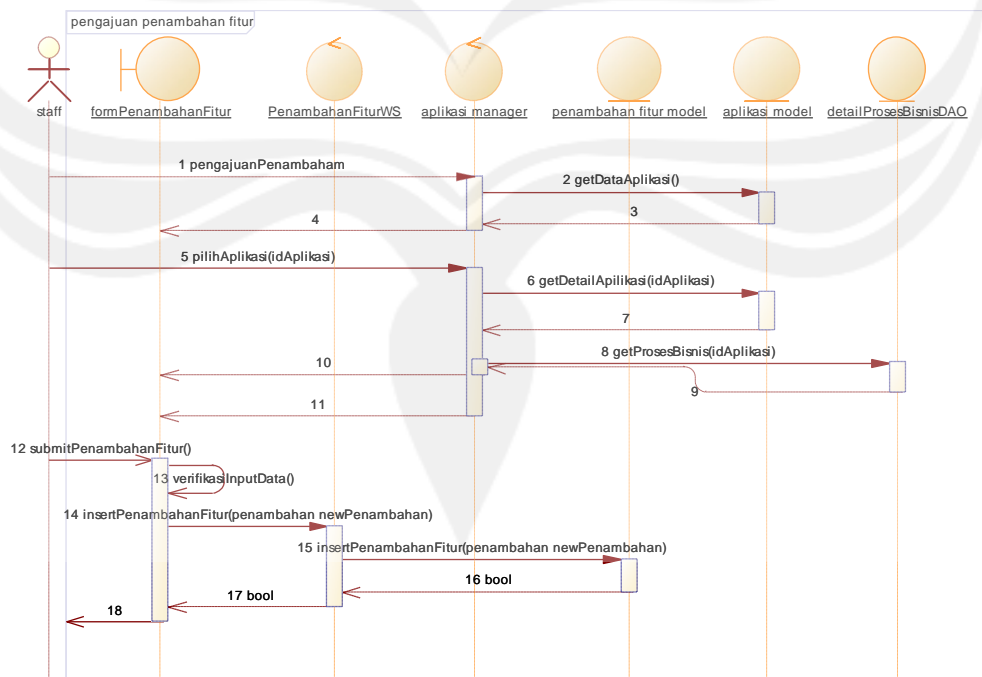 pengajuan penambahan fitur
staff
formPenambahanFitur
PenambahanFiturWS
aplikasi manager
penambahan fitur model
aplikasi model
detailProsesBisnisDAO
1 pengajuanPenambaham
2 getDataAplikasi()
3
4
5 pilihAplikasi(idAplikasi)
6 getDetailApilikasi(idAplikasi)
7
8 getProsesBisnis(idAplikasi)
9
10
11
12 submitPenambahanFitur()
13 verifikasiInputData()
14 insertPenambahanFitur(penambahan newPenambahan)
15 insertPenambahanFitur(penambahan newPenambahan)
16 bool
17 bool
18